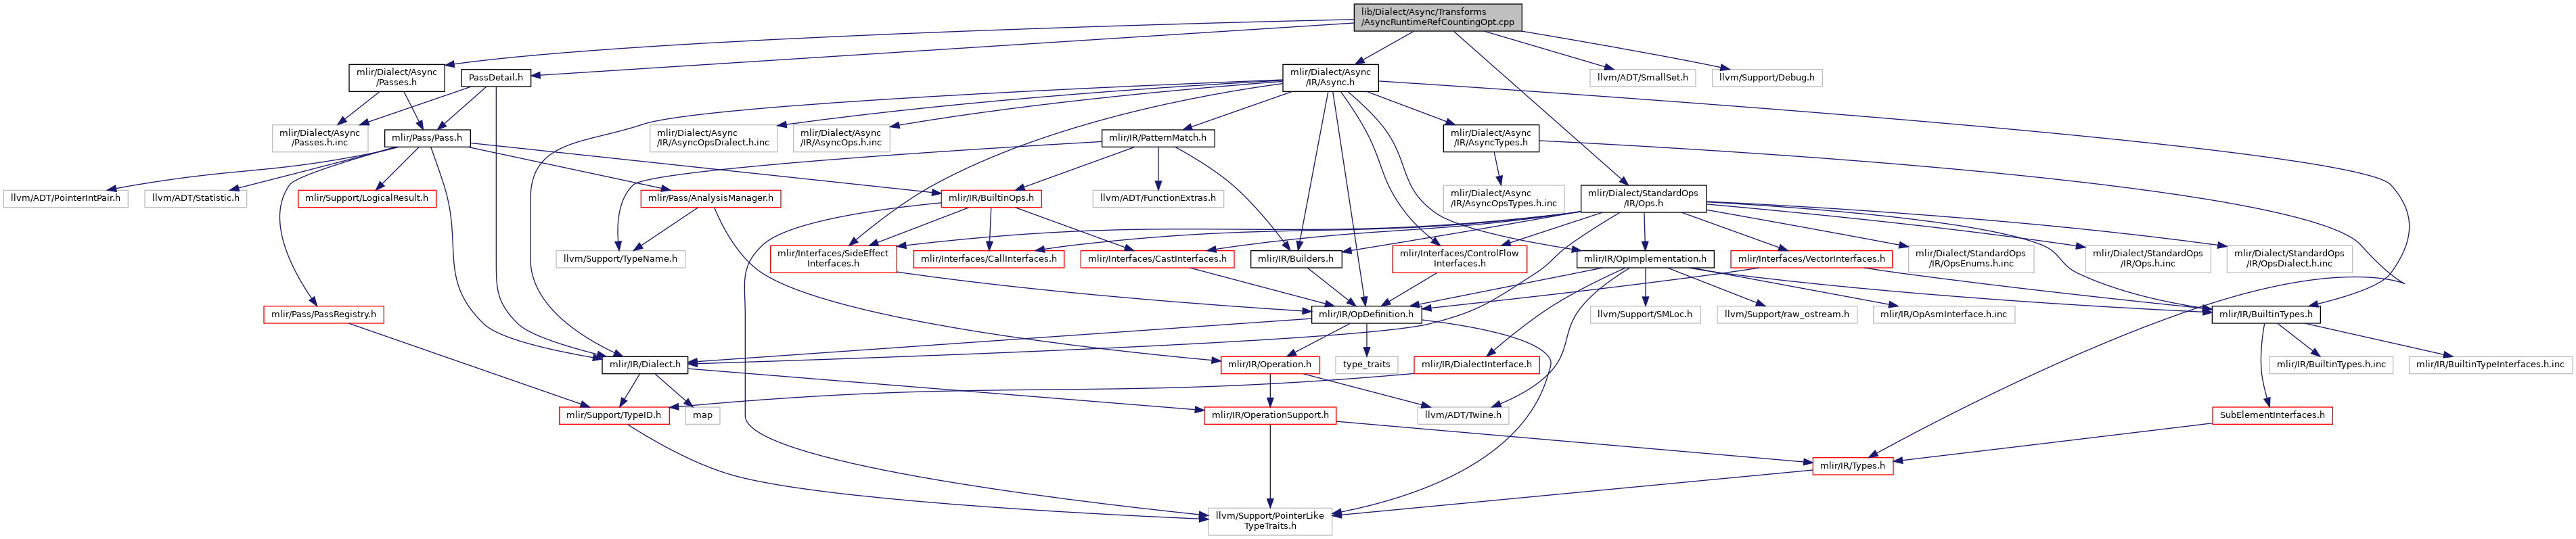 lib/Dialect/Async/Transforms
/AsyncRuntimeRefCountingOpt.cpp
mlir/Dialect/Async
/Passes.h
PassDetail.h
mlir/Dialect/Async
/IR/Async.h
llvm/ADT/SmallSet.h
llvm/Support/Debug.h
mlir/Dialect/Async
/Passes.h.inc
mlir/Pass/Pass.h
mlir/Dialect/Async
/IR/AsyncOpsDialect.h.inc
mlir/Dialect/Async
/IR/AsyncOps.h.inc
mlir/IR/PatternMatch.h
mlir/Dialect/Async
/IR/AsyncTypes.h
llvm/ADT/PointerIntPair.h
llvm/ADT/Statistic.h
mlir/Support/LogicalResult.h
mlir/Pass/AnalysisManager.h
mlir/IR/BuiltinOps.h
llvm/ADT/FunctionExtras.h
mlir/Dialect/Async
/IR/AsyncOpsTypes.h.inc
mlir/Dialect/StandardOps
/IR/Ops.h
llvm/Support/TypeName.h
mlir/Interfaces/SideEffect
Interfaces.h
mlir/Interfaces/CallInterfaces.h
mlir/Interfaces/CastInterfaces.h
mlir/IR/Builders.h
mlir/Interfaces/ControlFlow
Interfaces.h
mlir/IR/OpImplementation.h
mlir/Interfaces/VectorInterfaces.h
mlir/Dialect/StandardOps
/IR/OpsEnums.h.inc
mlir/Dialect/StandardOps
/IR/Ops.h.inc
mlir/Dialect/StandardOps
/IR/OpsDialect.h.inc
mlir/Pass/PassRegistry.h
mlir/IR/OpDefinition.h
llvm/Support/SMLoc.h
llvm/Support/raw_ostream.h
mlir/IR/OpAsmInterface.h.inc
mlir/IR/BuiltinTypes.h
mlir/IR/Dialect.h
mlir/IR/Operation.h
type_traits
mlir/IR/DialectInterface.h
mlir/IR/BuiltinTypes.h.inc
mlir/IR/BuiltinTypeInterfaces.h.inc
mlir/Support/TypeID.h
map
mlir/IR/OperationSupport.h
llvm/ADT/Twine.h
SubElementInterfaces.h
mlir/IR/Types.h
llvm/Support/PointerLike
TypeTraits.h